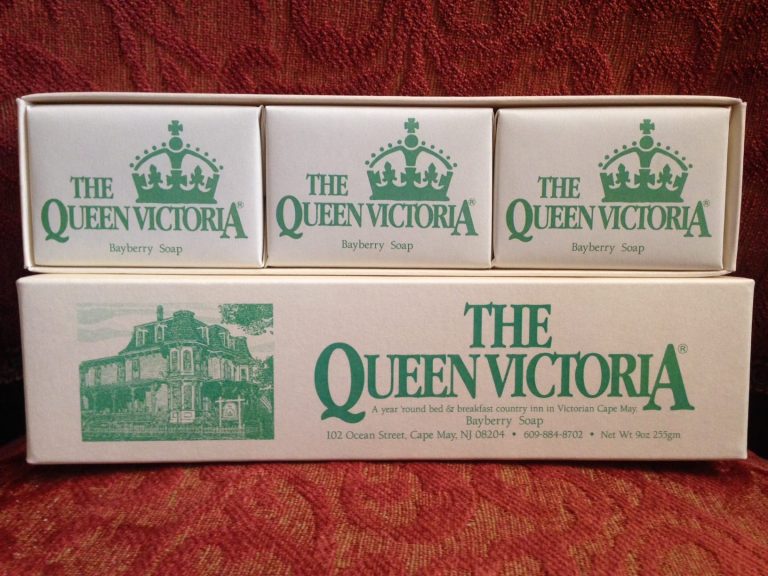 THE
QUEEN VICTORIA®
Bayberry Soap
THE
QUEEN VICTORIA®
Bayberry Soap
THE
QUEEN VICTORIA®
Bayberry Soap
THE
QUEEN VICTORIA®
A year 'round bed & breakfast country inn in Victorian Cape May.
Bayberry Soap
102 Ocean Street, Cape May, NJ 08204 • 609-884-8702 • Net Wt 9oz 255gm